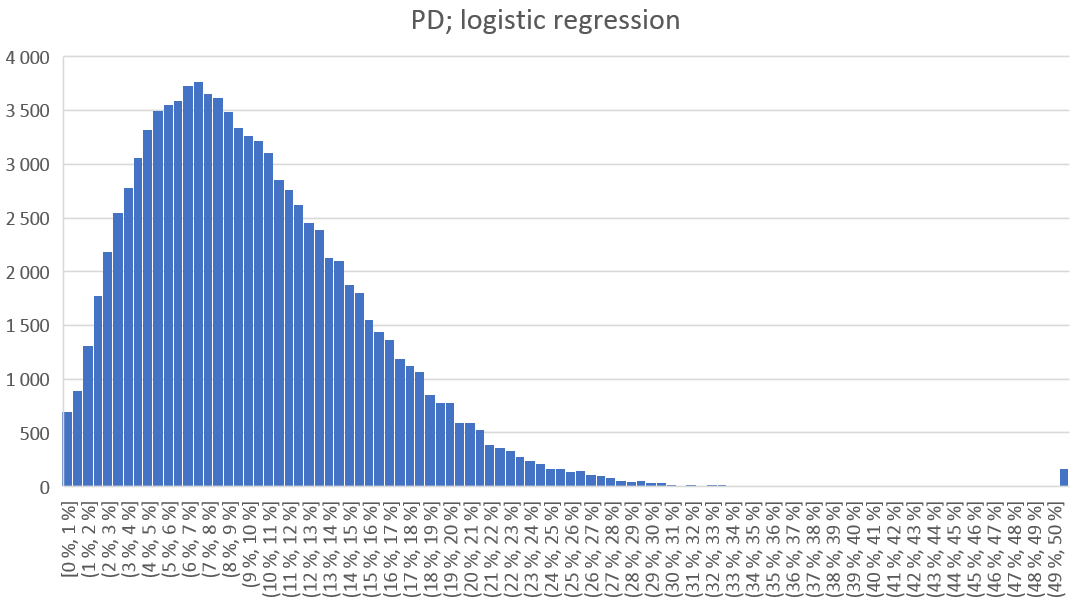 PD; logistic regression
4 000
3 500
3 000
2 500
2 000
1 500
1 000
500
0
[0 %, 1 %]
(1 %, 2 %]
(2 %, 3 %]
(3 %, 4 %]
(4 %, 5 %]
(5 %, 6 %]
(6 %, 7 %]
(7 %, 8 %]
(8 %, 9 %]
(9 %, 10 %]
(10 %, 11 %]
(11 %, 12 %]
(12 %, 13 %]
(13 %, 14 %]
(14 %, 15 %]
(15 %, 16 %]
(16 %, 17 %]
(17 %, 18 %]
(18 %, 19 %]
(19 %, 20 %]
(20 %, 21 %]
(21 %, 22 %]
(22 %, 23 %]
(23 %, 24 %]
(24 %, 25 %]
(25 %, 26 %]
(26 %, 27 %]
(27 %, 28 %]
(28 %, 29 %]
(29 %, 30 %]
(30 %, 31 %]
(31 %, 32 %]
(32 %, 33 %]
(33 %, 34 %]
(34 %, 35 %]
(35 %, 36 %]
(36 %, 37 %]
(37 %, 38 %]
(38 %, 39 %]
(39 %, 40 %]
(40 %, 41 %]
(41 %, 42 %]
(42 %, 43 %]
(43 %, 44 %]
(44 %, 45 %]
(45 %, 46 %]
(46 %, 47 %]
(47 %, 48 %]
(48 %, 49 %]
(49 %, 50 %]